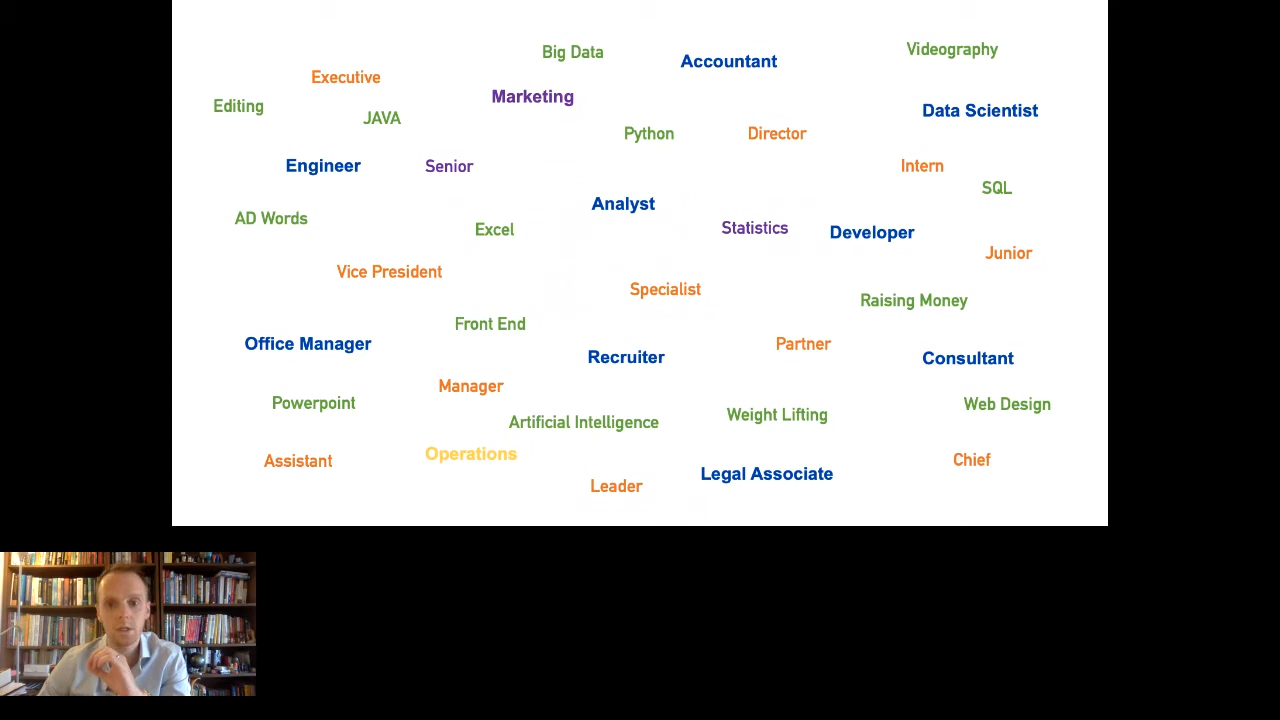 Videography
Big Data
Accountant
Executive
Marketing
Editing
Data Scientist
JAVA
Python
Director
Engineer
Senior
Intern
SQL
Analyst
AD Words
Excel
Statistics
Developer
Junior
Vice President
Specialist
Raising Money
Front End
Office Manager
Partner
Recruiter
Consultant
Manager
Powerpoint
Web Design
Weight Lifting
Artificial Intelligence
Operations
Assistant
Chief
Legal Associate
Leader